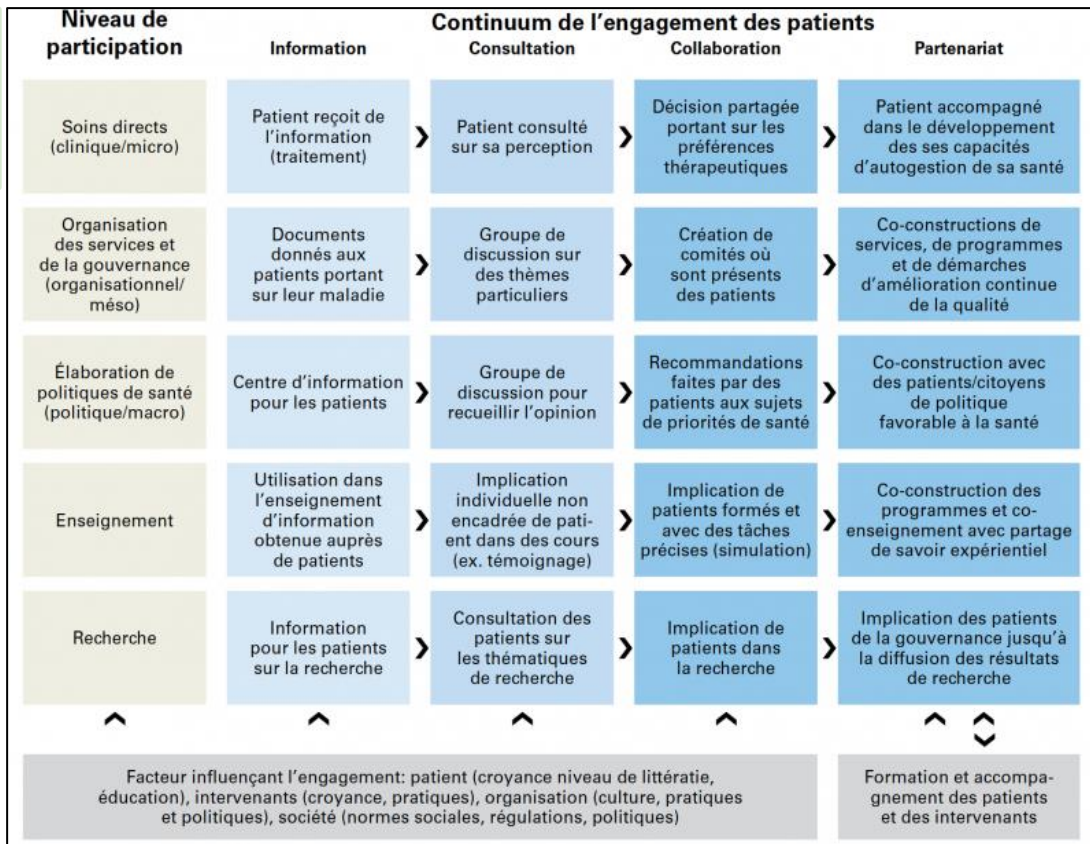 Niveau de
participation
Continuum de l'engagement des patients
Information
Consultation
Collaboration
Partenariat
Soins directs
(clinique/micro)
Patient reçoit de
l'information
(traitement)
Patient consulté
sur sa perception
Décision partagée
portant sur les
préférences
thérapeutiques
Patient accompagné
dans le développement
des ses capacités
d'autogestion de sa santé
Organisation
des services et
de la gouvernance
(organisationnel/
méso)
Documents
donnés aux
patients portant
sur leur maladie
Groupe de
discussion sur
des thèmes
particuliers
Création de
comités où
sont présents
des patients
Co-constructions de
services, de programmes
et de démarches
d'amélioration continue
de la qualité
Élaboration de
politiques de santé
(politique/macro)
Centre d'information
pour les patients
Groupe de
discussion pour
recueillir l'opinion
Recommandations
faites par des
patients aux sujets
de priorités de santé
Co-construction avec
des patients/citoyens
de politique
favorable à la santé
Enseignement
Utilisation dans
l'enseignement
d'information
obtenue auprès
de patients
Implication
individuelle non
encadrée de pati-
ent dans des cours
(ex. témoignage)
Implication de
patients formés et
avec des tâches
précises (simulation)
Co-construction des
programmes et co-
enseignement avec partage
de savoir expérientiel
Recherche
Information
pour les patients
sur la recherche
Consultation des
patients sur
les thématiques
de recherche
Implication de
patients dans
la recherche
Implication des patients
de la gouvernance jusqu'à
la diffusion des résultats
de recherche
Facteur influençant l'engagement: patient (croyance niveau de littératie,
éducation), intervenants (croyance, pratiques), organisation (culture, pratiques
et politiques), société (normes sociales, régulations, politiques)
Formation et accompa-
gnement des patients
et des intervenants